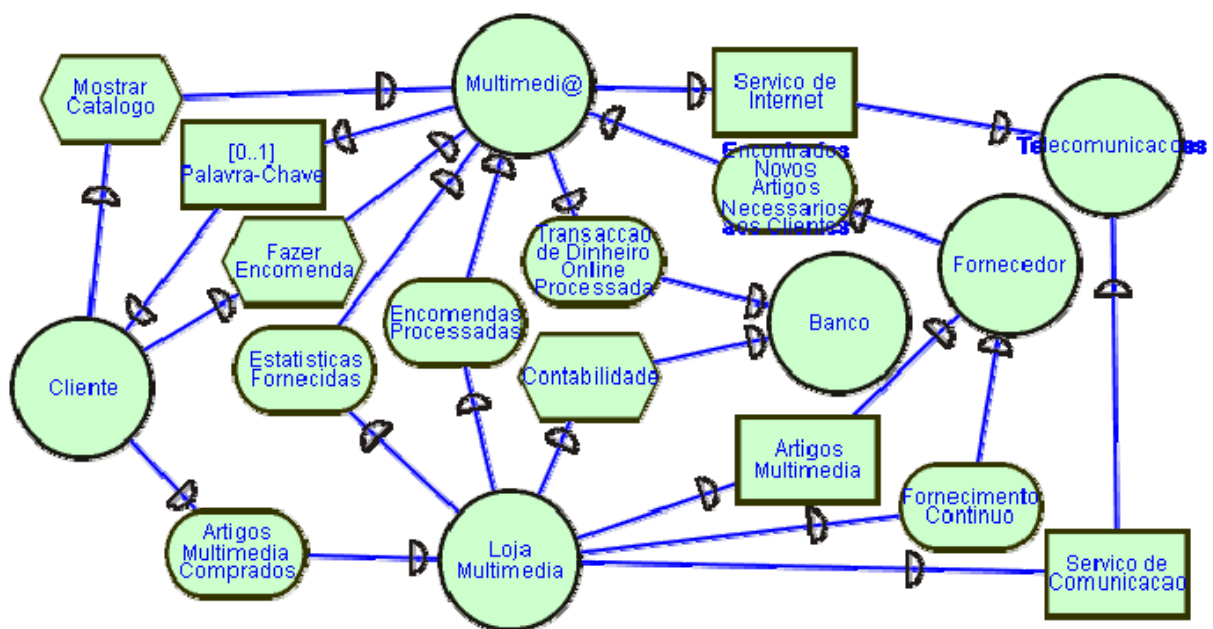 Mostrar
Catalogo
Multimedi@
Servico de
Internet
Telecomunicacoes
[0..1]
Palavra-Chave
Encontrados
Novos
Artigos
Necessarios
aos Clientes
Fazer
Encomenda
Transaccao
de Dinheiro
Online
Processada
Fornecedor
Encomendas
Processadas
Banco
Estatisticas
Fornecidas
Contabilidade
Cliente
Artigos
Multimedia
Fornecimento
Continuo
Artigos
Multimedia
Comprados
Loja
Multimedia
Servico de
Comunicacao